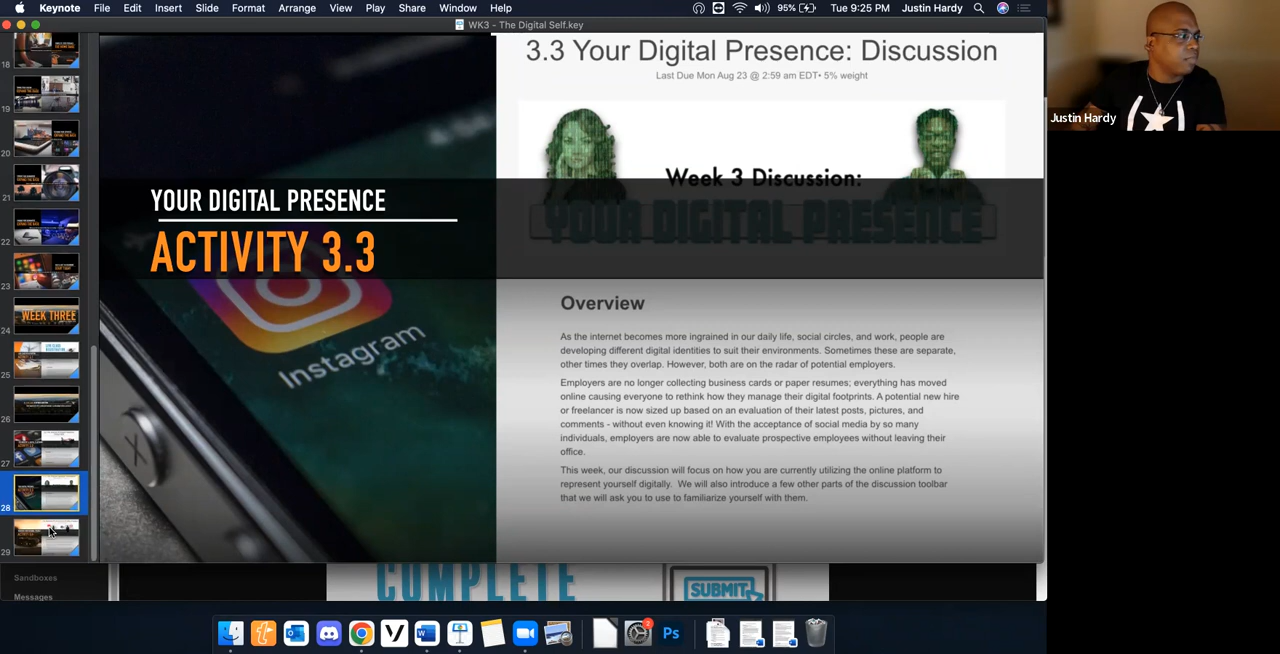 Keynote File Edit Insert Slide Format Arrange View Play Share Window Help
95% Tue 9:25 PM Justin Hardy
WK3 - The Digital Self.key
18
19
20
21
22
23
24
WEEK THREE
25
26
27
28
29
3.3 Your Digital Presence: Discussion
Last Due Mon Aug 23 @ 2:59 am EDT• 5% weight
Week 3 Discussion:
YOUR DIGITAL PRESENCE
YOUR DIGITAL PRESENCE
ACTIVITY 3.3
Instagram
Overview
As the internet becomes more ingrained in our daily life, social circles, and work, people are
developing different digital identities to suit their environments. Sometimes these are separate,
other times they overlap. However, both are on the radar of potential employers.
Employers are no longer collecting business cards or paper resumes; everything has moved
online causing everyone to rethink how they manage their digital footprints. A potential new hire
or freelancer is now sized up based on an evaluation of their latest posts, pictures, and
comments - without even knowing it! With the acceptance of social media by so many
individuals, employers are now able to evaluate prospective employees without leaving their
office.
This week, our discussion will focus on how you are currently utilizing the online platform to
represent yourself digitally. We will also introduce a few other parts of the discussion toolbar
that we will ask you to use to familiarize yourself with them.
Justin Hardy
Sandboxes
Messages
COMPLETE
SUBMIT
2
Ps